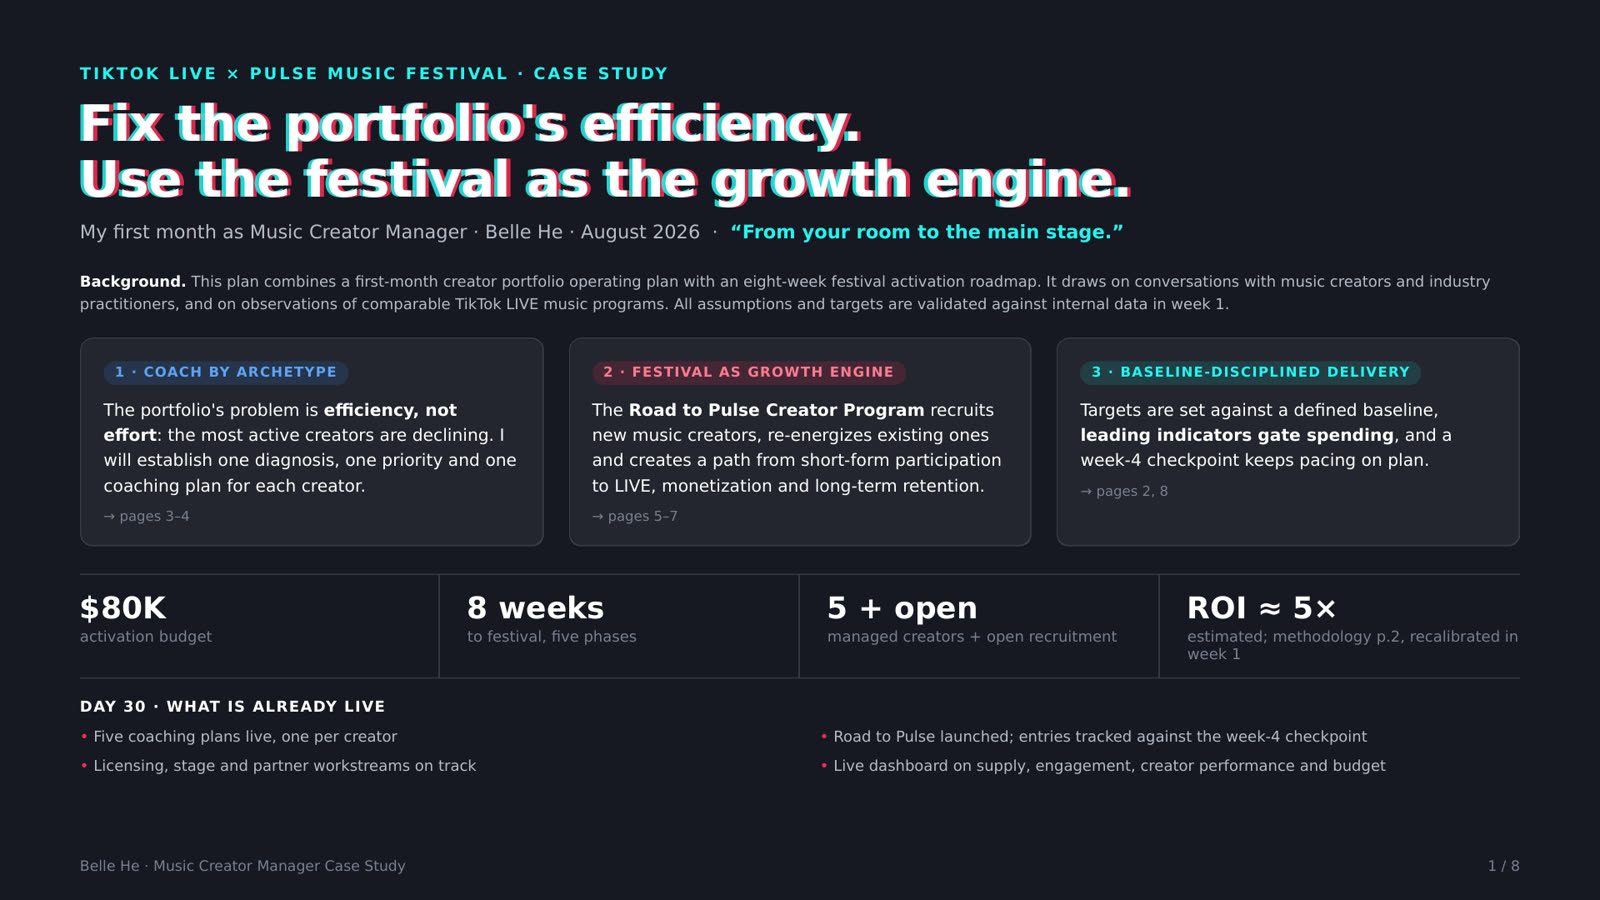 TIKTOK LIVE × PULSE MUSIC FESTIVAL · CASE STUDY
Fix the portfolio's efficiency.
Use the festival as the growth engine.
My first month as Music Creator Manager · Belle He · August 2026 · “From your room to the main stage.”
Background. This plan combines a first-month creator portfolio operating plan with an eight-week festival activation roadmap. It draws on conversations with music creators and industry
practitioners, and on observations of comparable TikTok LIVE music programs. All assumptions and targets are validated against internal data in week 1.
1 · COACH BY ARCHETYPE
The portfolio's problem is efficiency, not
effort: the most active creators are declining. I
will establish one diagnosis, one priority and one
coaching plan for each creator.
→ pages 3–4
2 · FESTIVAL AS GROWTH ENGINE
The Road to Pulse Creator Program recruits
new music creators, re-energizes existing ones
and creates a path from short-form participation
to LIVE, monetization and long-term retention.
→ pages 5–7
3 · BASELINE-DISCIPLINED DELIVERY
Targets are set against a defined baseline,
leading indicators gate spending, and a
week-4 checkpoint keeps pacing on plan.
→ pages 2, 8
$80K
activation budget
8 weeks
to festival, five phases
5 + open
managed creators + open recruitment
ROI ≈ 5×
estimated; methodology p.2, recalibrated in
week 1
DAY 30 · WHAT IS ALREADY LIVE
• Five coaching plans live, one per creator
• Licensing, stage and partner workstreams on track
• Road to Pulse launched; entries tracked against the week-4 checkpoint
• Live dashboard on supply, engagement, creator performance and budget
Belle He · Music Creator Manager Case Study
1 / 8